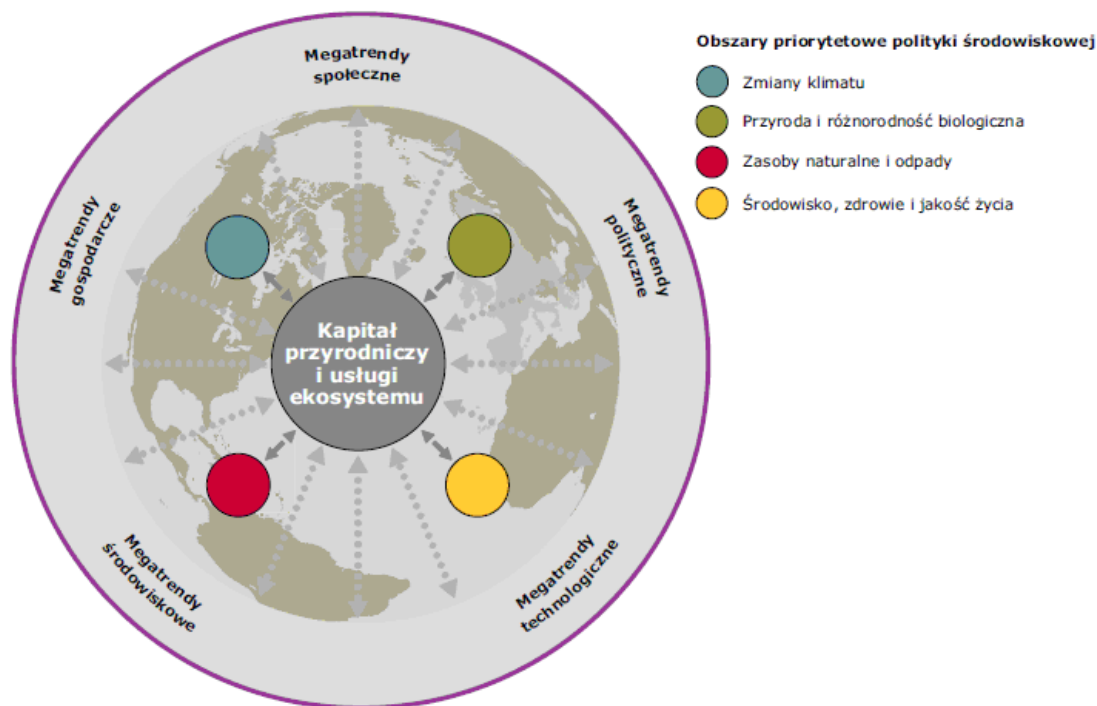 Megatrendy
społeczne
Megatrendy
gospodarcze
Megatrendy
polityczne
Kapitał
przyrodniczy
i usługi
ekosystemu
Megatrendy
środowiskowe
Megatrendy
technologiczne
Obszary priorytetowe polityki środowiskowej
Zmiany klimatu
Przyroda i różnorodność biologiczna
Zasoby naturalne i odpady
Środowisko, zdrowie i jakość życia